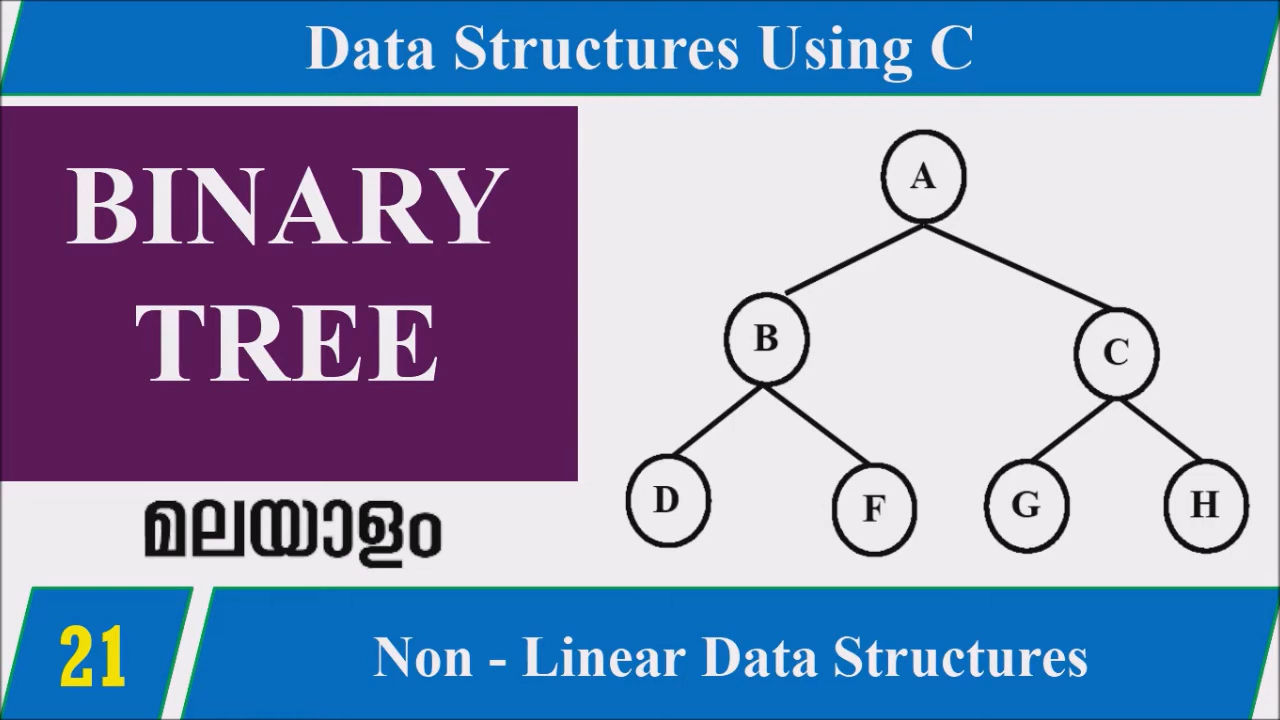 Data Structures Using C
BINARY
TREE
A
B
C
D
F
G
H
മലയാളം
21
Non - Linear Data Structures